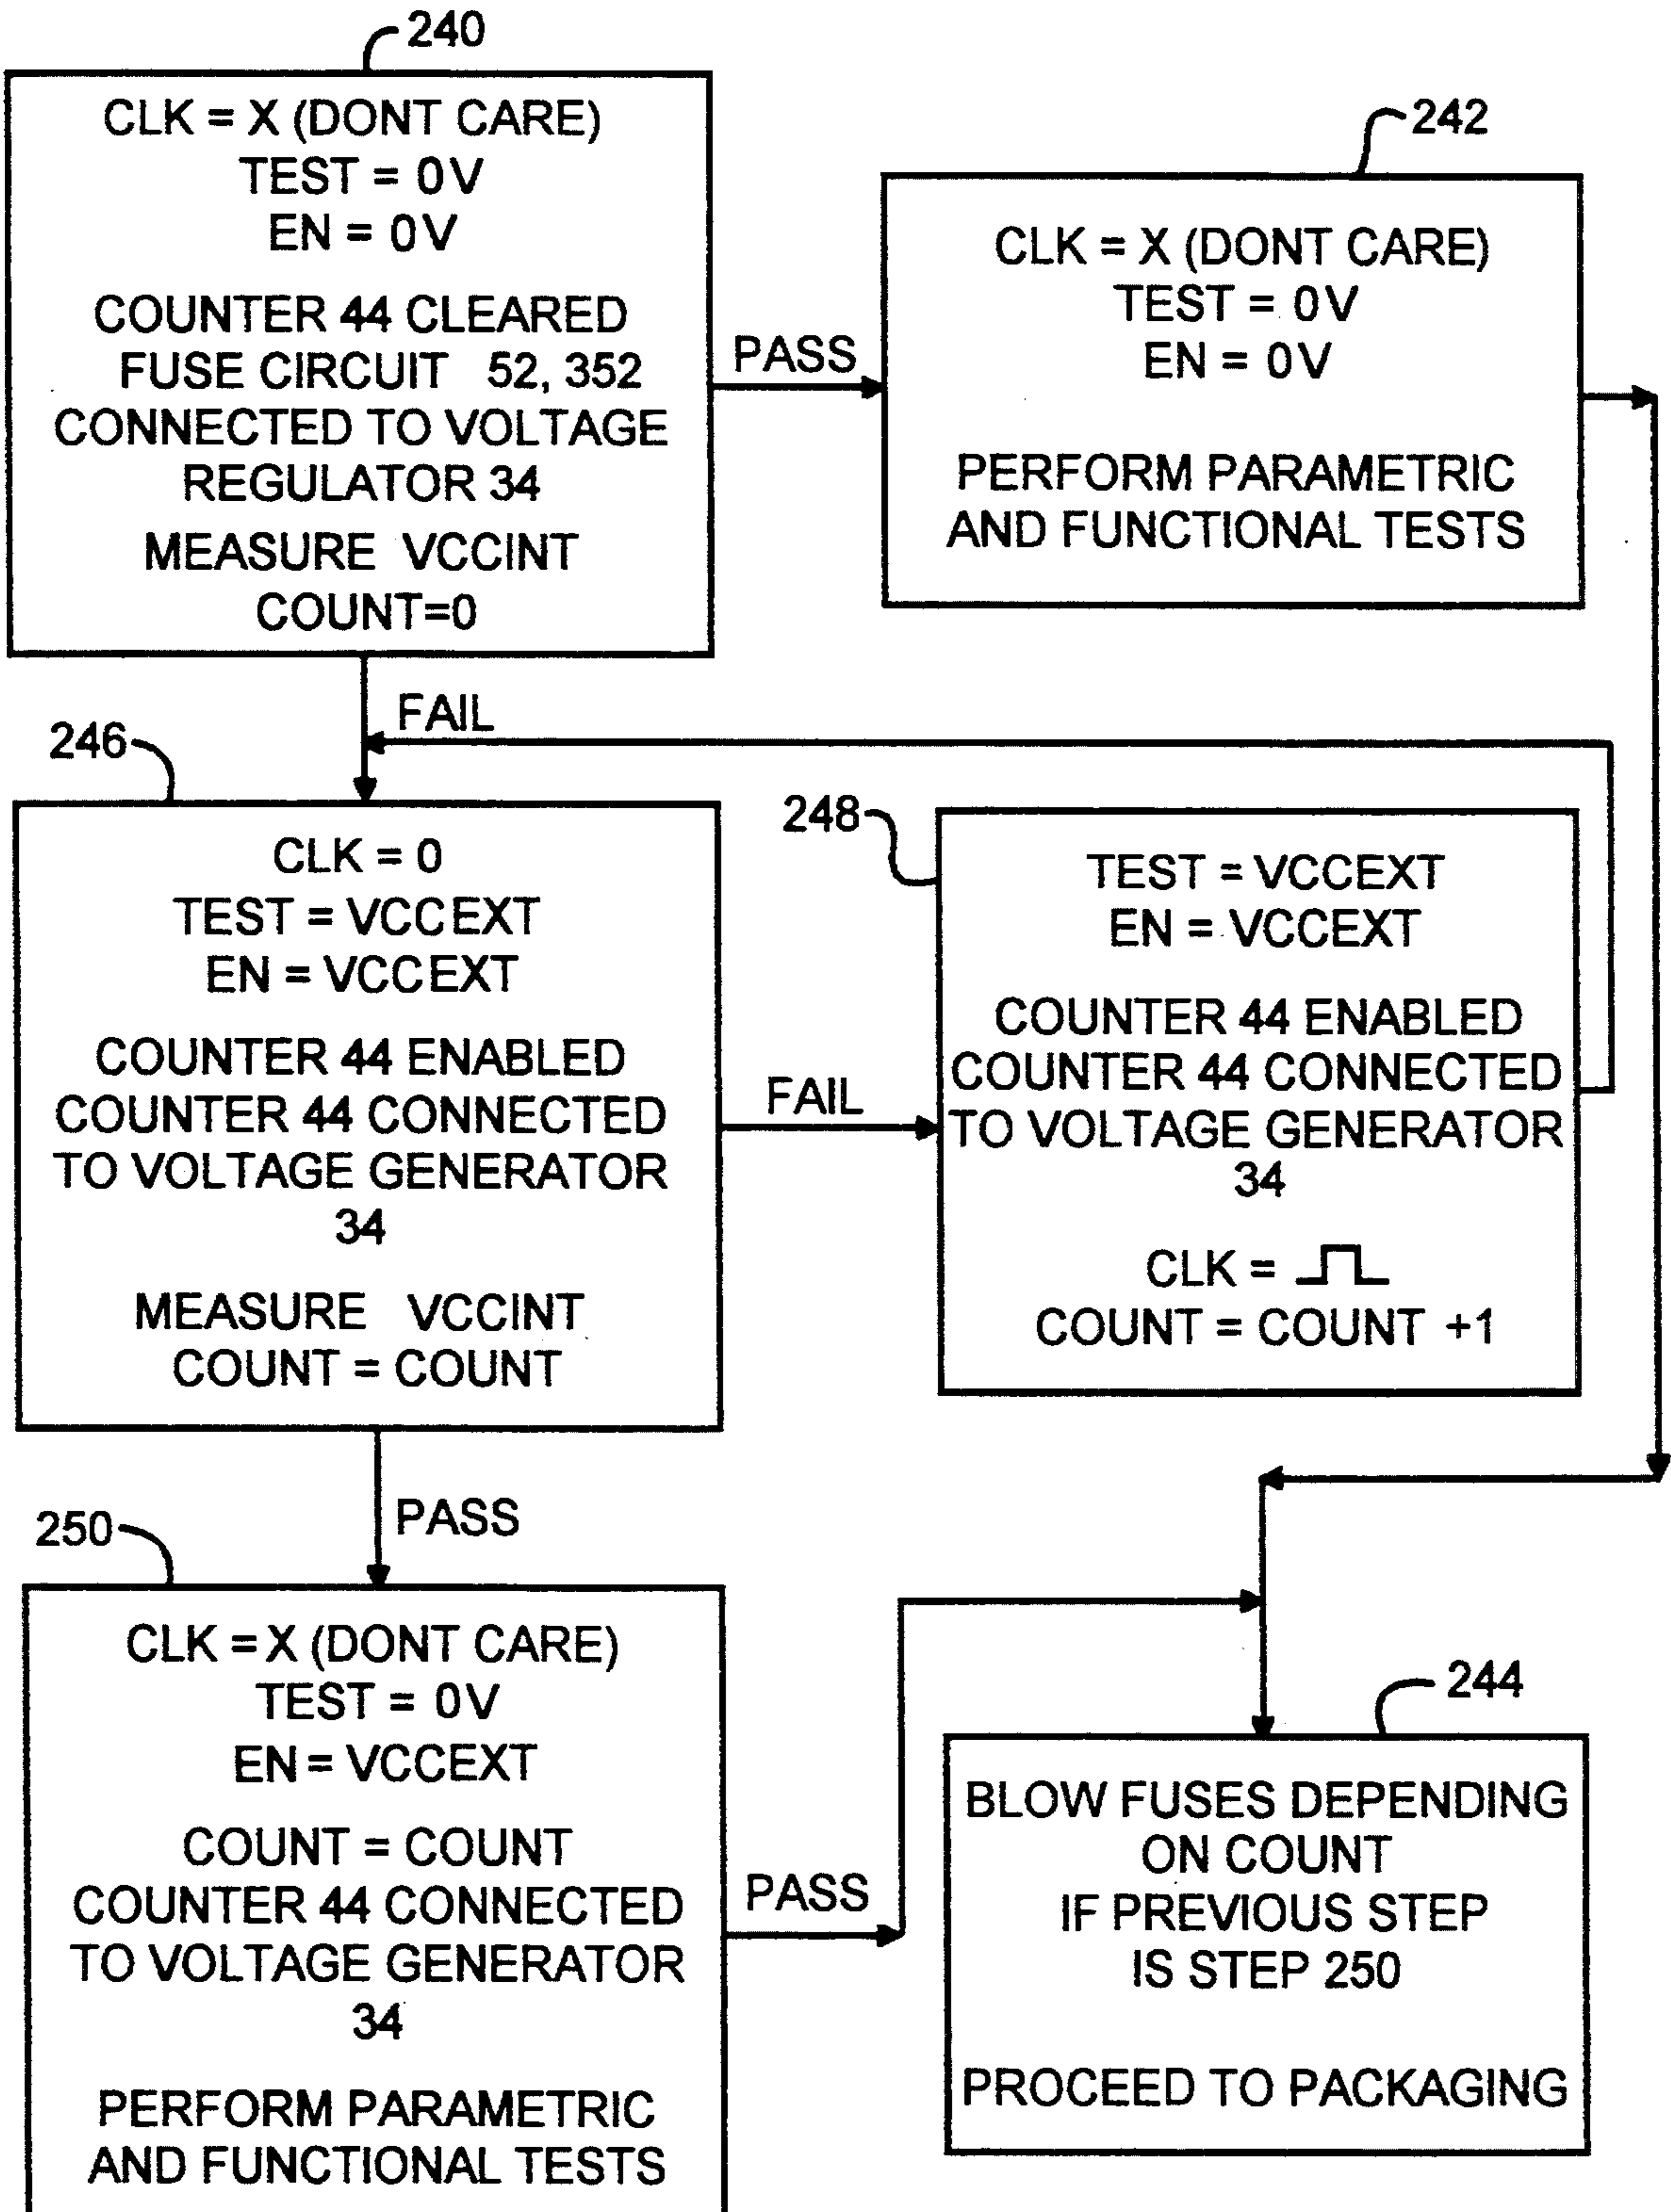 240
CLK = X (DONT CARE)
TEST = 0V
EN = 0V
COUNTER 44 CLEARED
FUSE CIRCUIT 52, 352
CONNECTED TO VOLTAGE
REGULATOR 34
MEASURE VCCINT
COUNT=0
PASS
242
CLK = X (DONT CARE)
TEST = 0V
EN = 0V
PERFORM PARAMETRIC
AND FUNCTIONAL TESTS
FAIL
246
CLK = 0
TEST = VCCEXT
EN = VCCEXT
COUNTER 44 ENABLED
COUNTER 44 CONNECTED
TO VOLTAGE GENERATOR
34
MEASURE VCCINT
COUNT = COUNT
FAIL
248
TEST = VCCEXT
EN = VCCEXT
COUNTER 44 ENABLED
COUNTER 44 CONNECTED
TO VOLTAGE GENERATOR
34
CLK =
COUNT = COUNT +1
PASS
250
CLK = X (DONT CARE)
TEST = 0V
EN = VCCEXT
COUNT = COUNT
COUNTER 44 CONNECTED
TO VOLTAGE GENERATOR
34
PERFORM PARAMETRIC
AND FUNCTIONAL TESTS
PASS
244
BLOW FUSES DEPENDING
ON COUNT
IF PREVIOUS STEP
IS STEP 250
PROCEED TO PACKAGING